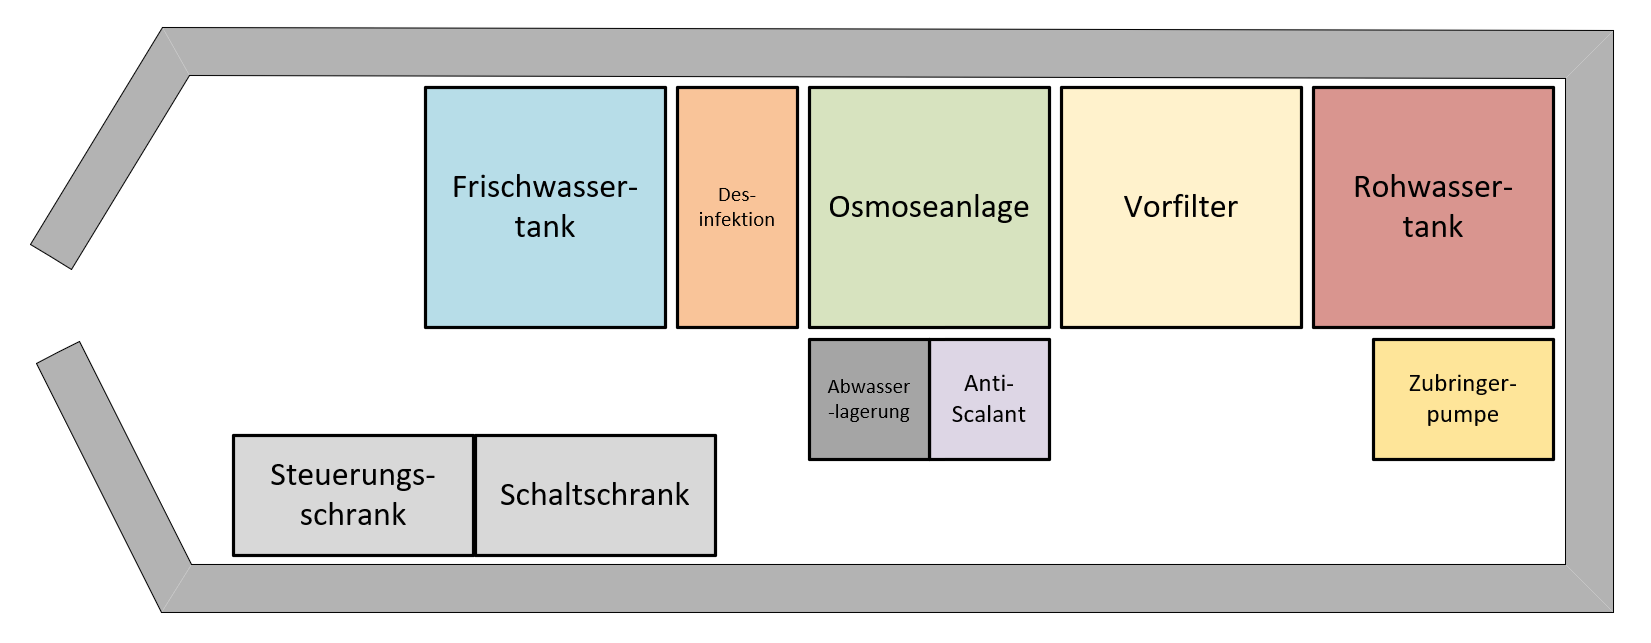 Frischwasser-
tank
Des-
infektion
Osmoseanlage
Vorfilter
Rohwasser-
tank
Abwasser
-lagerung
Anti-
Scalant
Zubringer-
pumpe
Steuerungs-
schrank
Schaltschrank